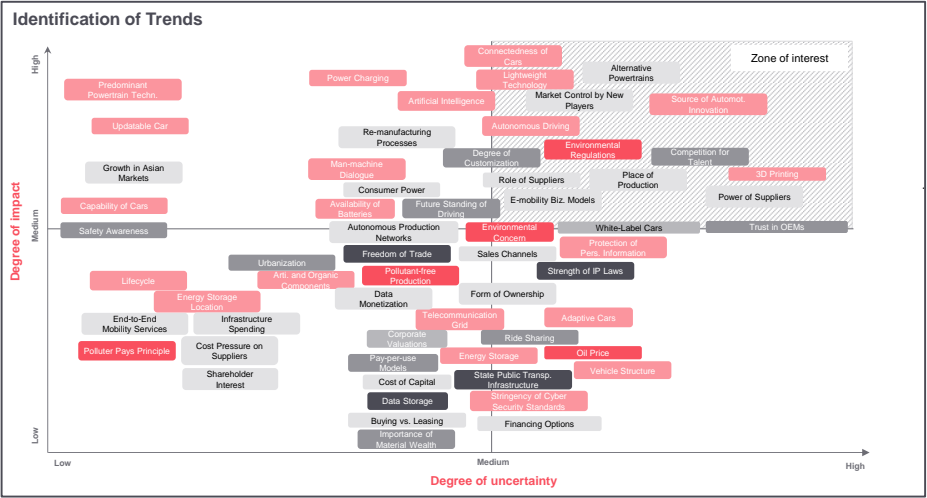 Identification of Trends
High
Connectedness of
Cars
Zone of interest
Alternative
Powertrains
Power Charging
Lightweight
Technology
Predominant
Powertrain Techn.
Artificial Intelligence
Market Control by New
Players
Source of Automot.
Innovation
Updatable Car
Autonomous Driving
Re-manufacturing
Processes
Environmental
Regulations
Degree of
Customization
Competition for
Talent
Growth in Asian
Markets
Man-machine
Dialogue
3D Printing
Role of Suppliers
Place of
Production
Consumer Power
E-mobility Biz. Models
Power of Suppliers
Capability of Cars
Availability of
Batteries
Future Standing of
Driving
Degree of impact
Medium
Safety Awareness
Autonomous Production
Networks
Environmental
Concern
White-Label Cars
Trust in OEMs
Freedom of Trade
Sales Channels
Protection of
Pers. Information
Urbanization
Strength of IP Laws
Lifecycle
Arti. and Organic
Components
Pollutant-free
Production
Energy Storage
Location
Data
Monetization
Form of Ownership
End-to-End
Mobility Services
Infrastructure
Spending
Telecommunication
Grid
Adaptive Cars
Corporate
Valuations
Ride Sharing
Polluter Pays Principle
Cost Pressure on
Suppliers
Energy Storage
Oil Price
Pay-per-use
Models
Vehicle Structure
Shareholder
Interest
Cost of Capital
State Public Transp.
Infrastructure
Data Storage
Stringency of Cyber
Security Standards
Buying vs. Leasing
Financing Options
Importance of
Material Wealth
Low
Low
Medium
High
Degree of uncertainty